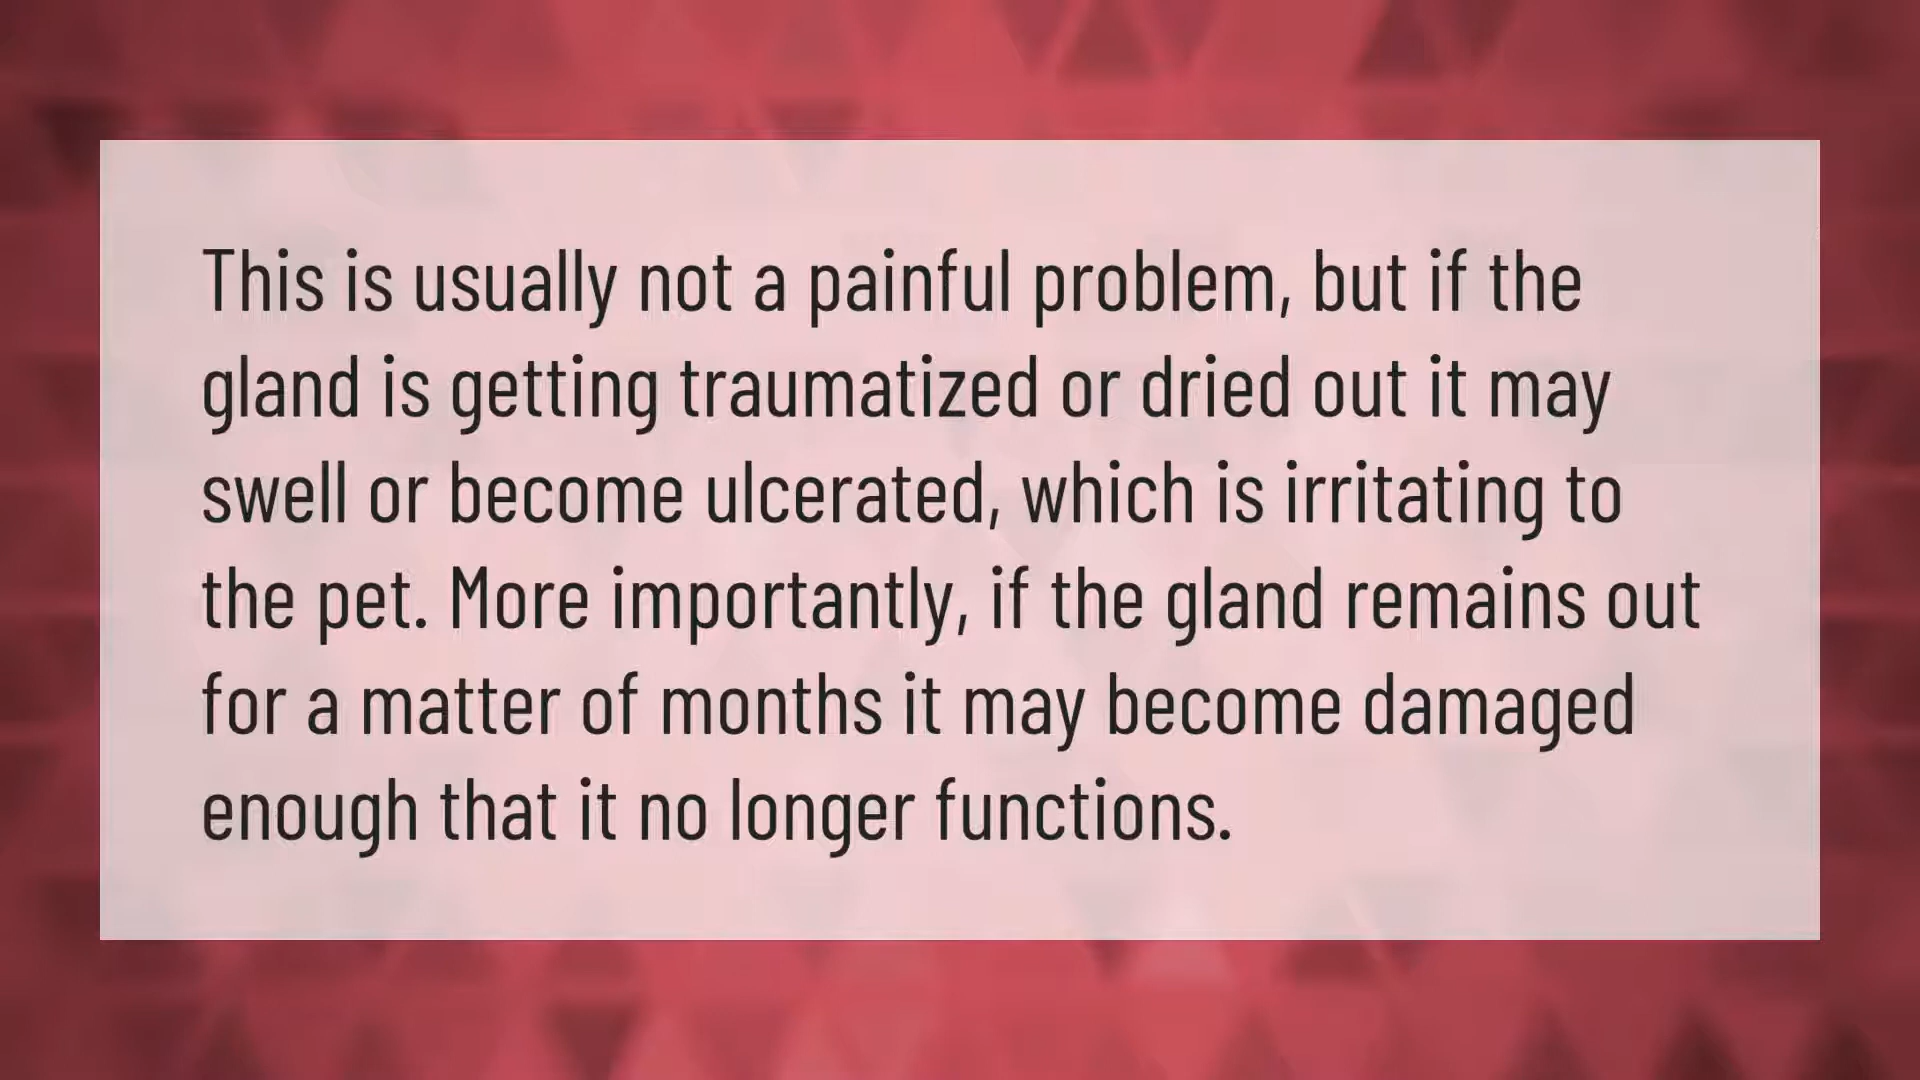 This is usually not a painful problem, but if the
gland is getting traumatized or dried out it may
swell or become ulcerated, which is irritating to
the pet. More importantly, if the gland remains out
for a matter of months it may become damaged
enough that it no longer functions.